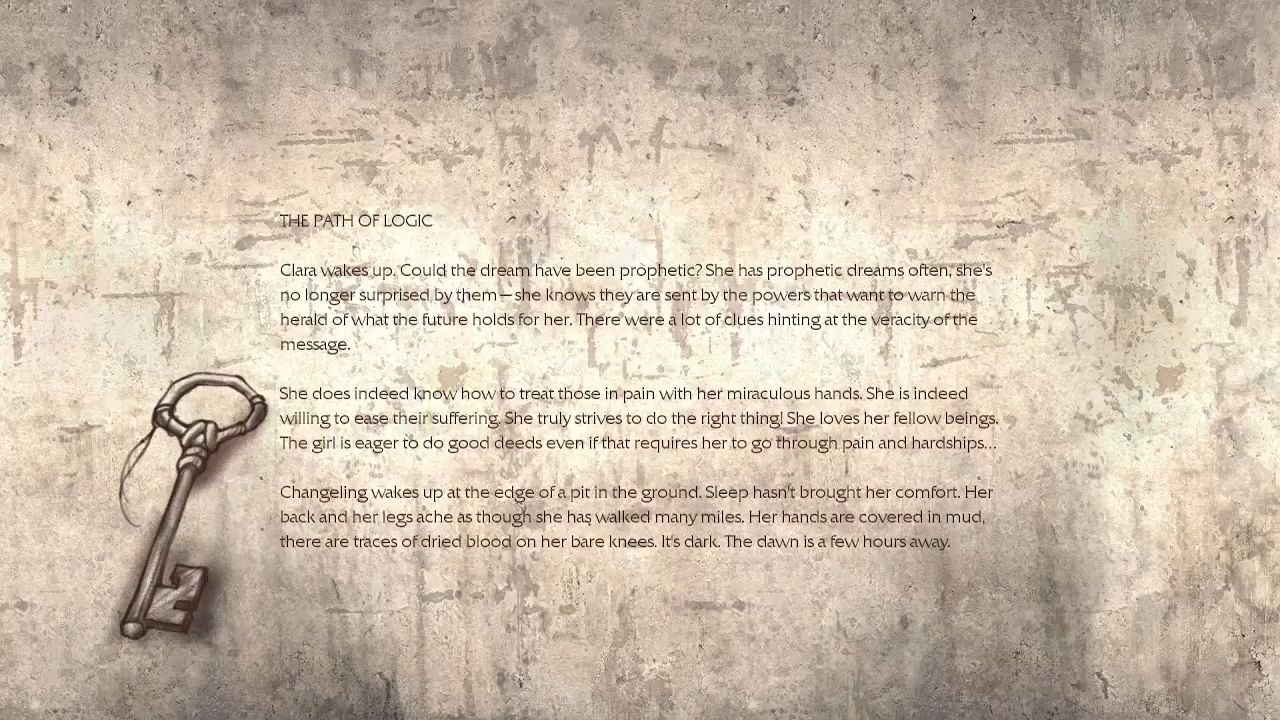 THE PATH OF LOGIC
Clara wakes up. Could the dream have been prophetic? She has prophetic dreams often, she's
no longer surprised by them—she knows they are sent by the powers that want to warn the
herald of what the future holds for her. There were a lot of clues hinting at the veracity of the
message.
She does indeed know how to treat those in pain with her miraculous hands. She is indeed
willing to ease their suffering. She truly strives to do the right thing! She loves her fellow beings.
The girl is eager to do good deeds even if that requires her to go through pain and hardships...
Changeling wakes up at the edge of a pit in the ground. Sleep hasn't brought her comfort. Her
back and her legs ache as though she has walked many miles. Her hands are covered in mud,
there are traces of dried blood on her bare knees. It's dark. The dawn is a few hours away.